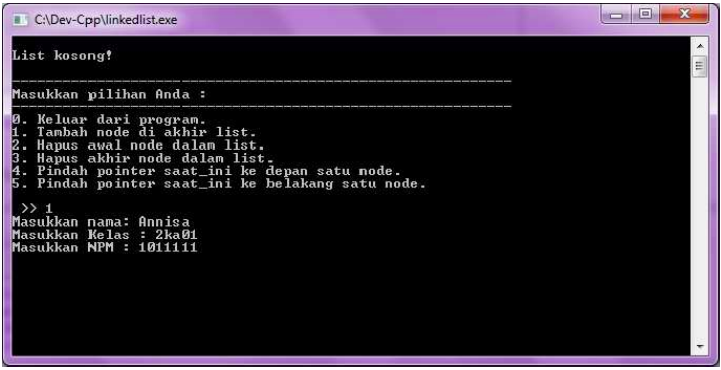 C:\Dev-Cpp\linkedlist.exe
List kosong!
Masukkan pilihan Anda :
0. Keluar dari program.
1. Tambah node di akhir list.
2. Hapus awal node dalam list.
3. Hapus akhir node dalam list.
4. Pindah pointer saat_ini ke depan satu node.
5. Pindah pointer saat_ini ke belakang satu node.
>> 1
Masukkan nama: Annisa
Masukkan Kelas : 2ka01
Masukkan NPM : 1011111